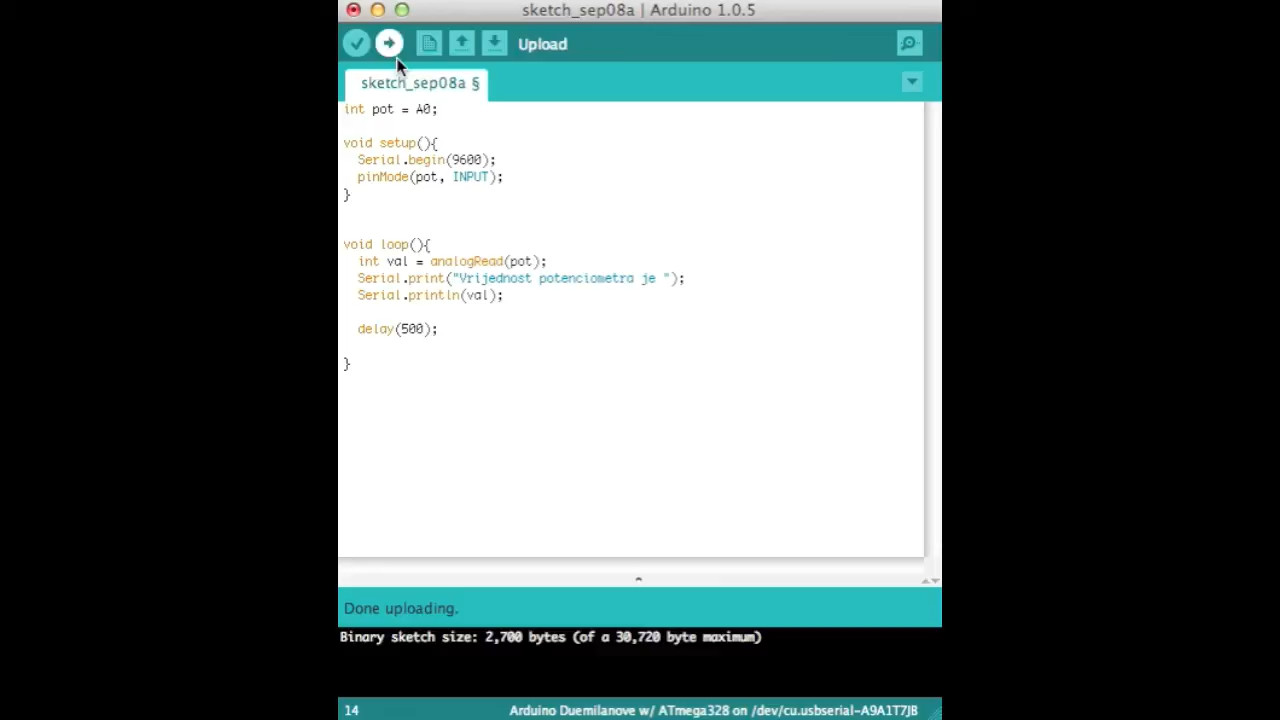 sketch_sep08a | Arduino 1.0.5
Upload
sketch_sep08a §
int pot = A0;
void setup(){
Serial.begin(9600);
pinMode(pot, INPUT);
}
void loop(){
int val = analogRead(pot);
Serial.print("Vrijednost potenciometra je ");
Serial.println(val);
delay(500);
}
Done uploading.
Binary sketch size: 2,700 bytes (of a 30,720 byte maximum)
14
Arduino Duemilanove w/ ATmega328 on /dev/cu.usbserial-A9A1T7JB